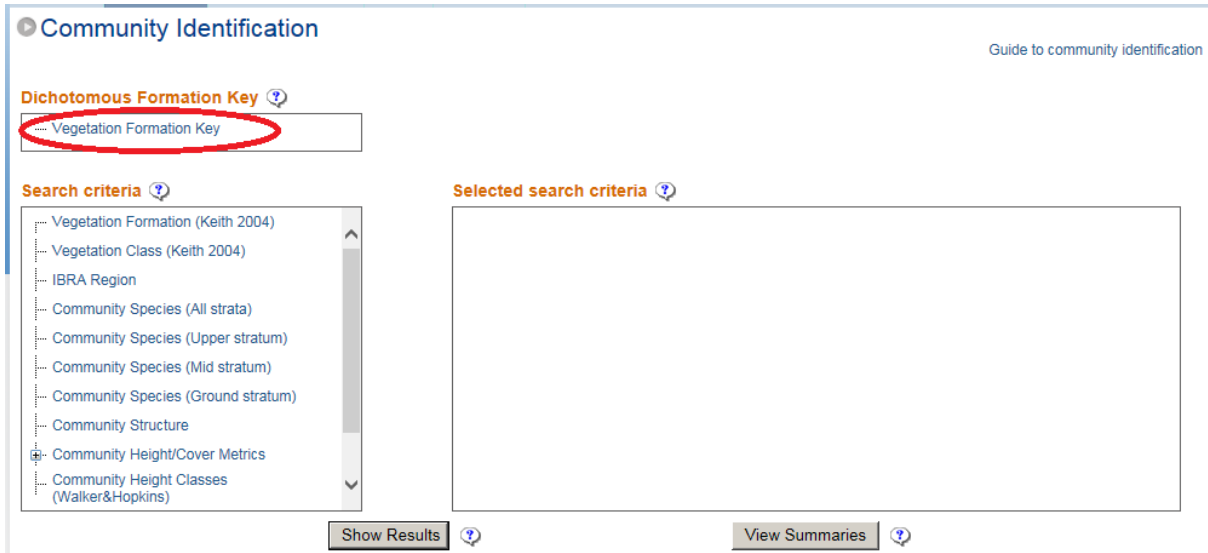 Community Identification
Guide to community identification
Dichotomous Formation Key
Vegetation Formation Key
Search criteria
Selected search criteria
Vegetation Formation (Keith 2004)
Vegetation Class (Keith 2004)
IBRA Region
Community Species (All strata)
Community Species (Upper stratum)
Community Species (Mid stratum)
Community Species (Ground stratum)
Community Structure
Community Height/Cover Metrics
Community Height Classes
(Walker&Hopkins)
Show Results
View Summaries